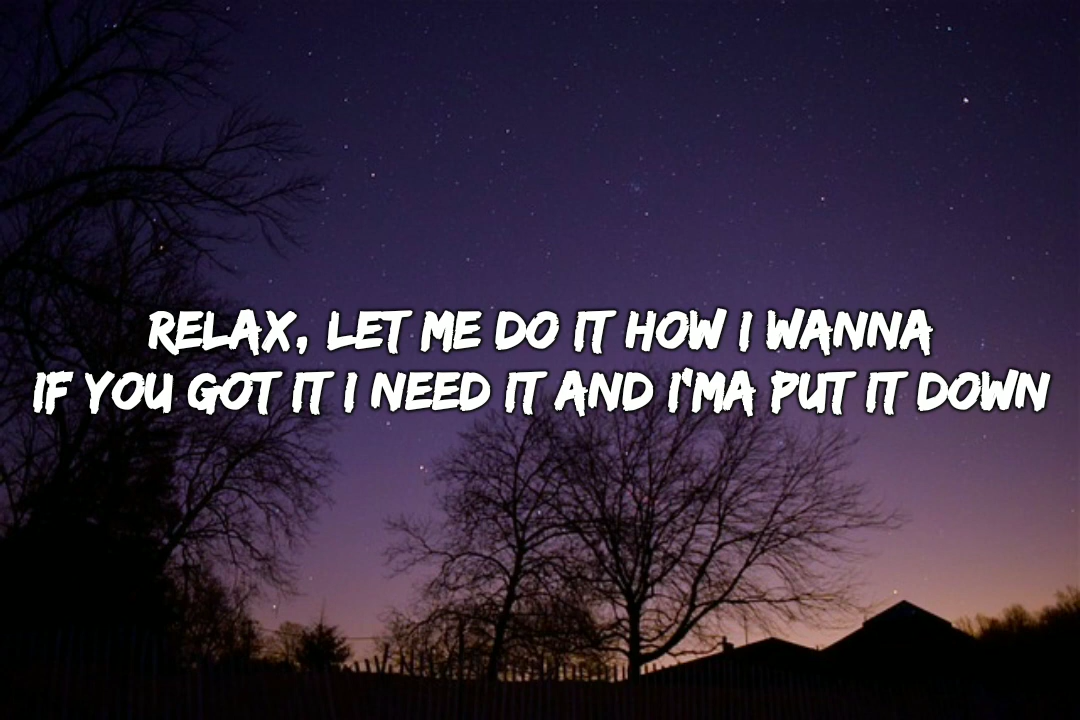 RELAX, LET ME DO IT HOW I WANNA
IF YOU GOT IT I NEED IT AND I'MA PUT IT DOWN